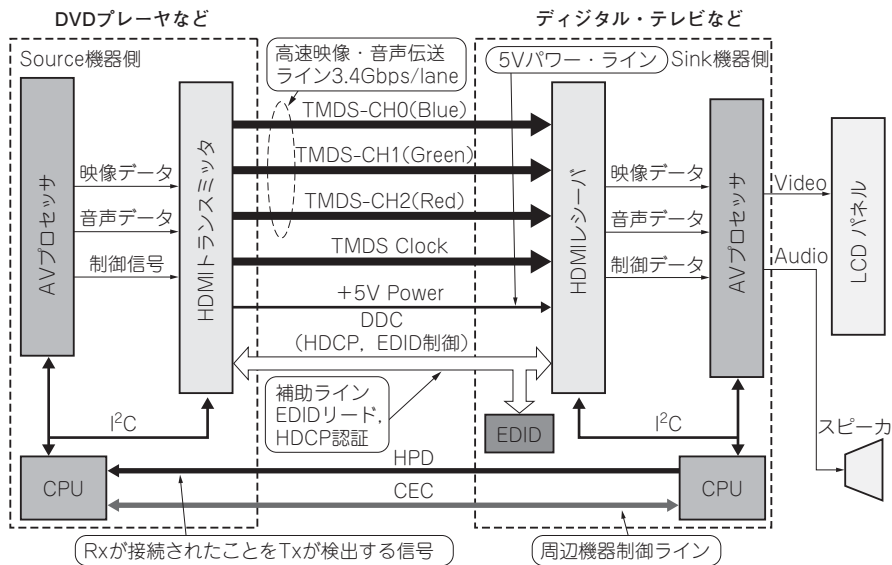 DVDプレーヤなど
ディジタル・テレビなど
Source機器側
高速映像・音声伝送
ライン3.4Gbps/lane
5Vパワー・ライン
Sink機器側
AVプロセッサ
映像データ
音声データ
制御信号
HDMIトランスミッタ
TMDS-CH0(Blue)
TMDS-CH1(Green)
TMDS-CH2(Red)
TMDS Clock
+5V Power
DDC
(HDCP，EDID制御)
HDMIレシーバ
映像データ
音声データ
制御データ
AVプロセッサ
Video
Audio
LCD パネル
I²C
補助ライン
EDIDリード，
HDCP認証
EDID
I²C
スピーカ
CPU
HPD
CEC
CPU
Rxが接続されたことをTxが検出する信号
周辺機器制御ライン